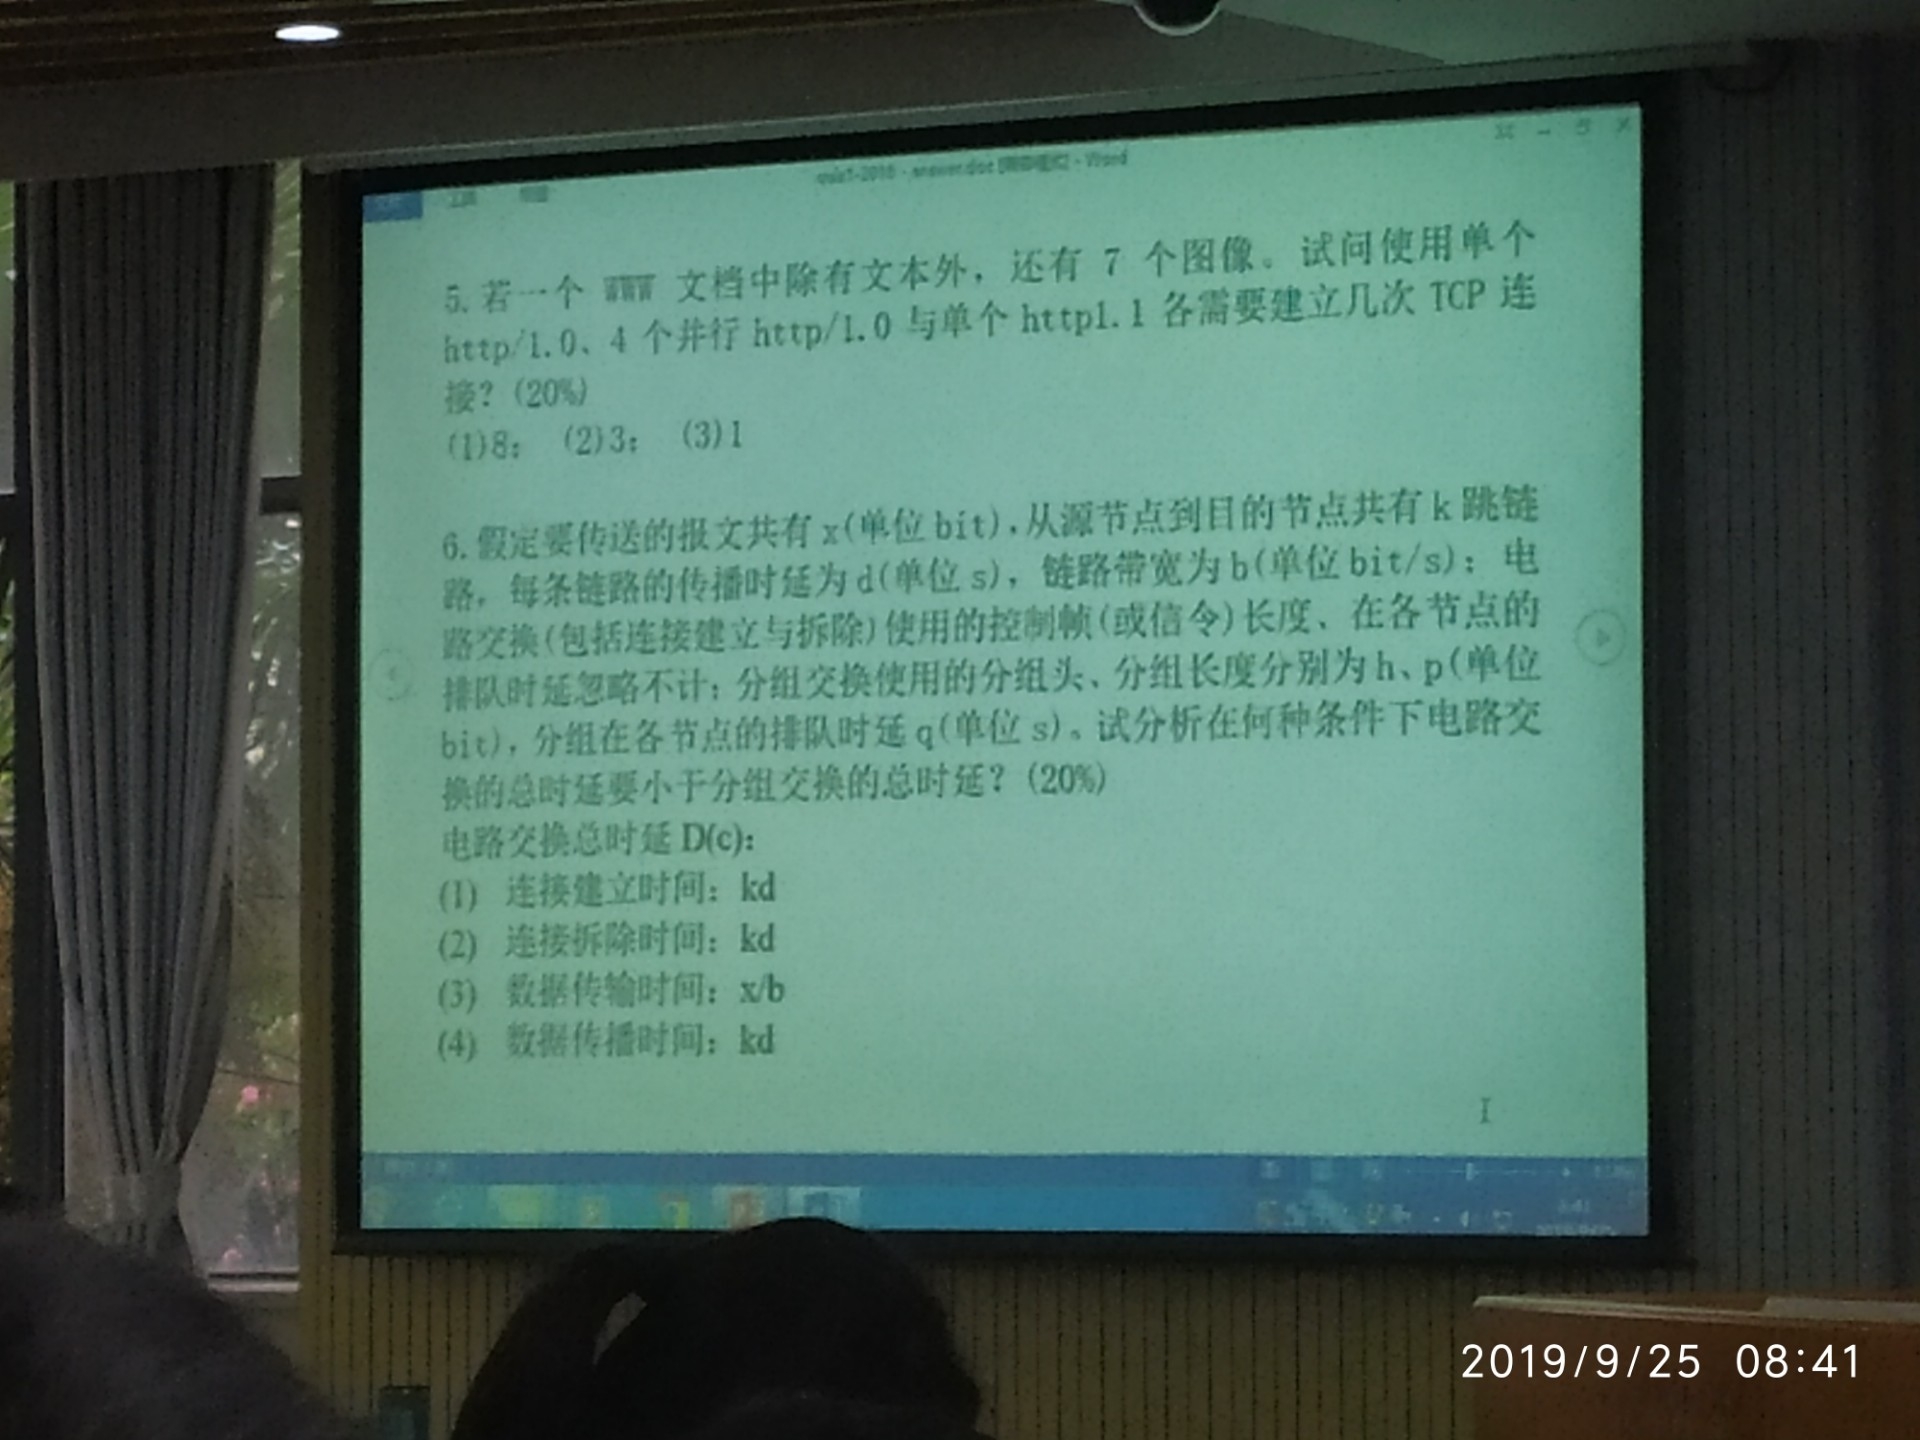 answer.doc - Word
5. 若一个 WWW 文档中除有文本外，还有 7 个图像。试问使用单个
http/1.0、4 个并行 http/1.0 与单个 http1.1 各需要建立几次 TCP 连
接？(20%)
(1)8； (2)3； (3)1
6. 假定要传送的报文共有 x(单位 bit)，从源节点到目的节点共有 k 跳链
路，每条链路的传播时延为 d(单位 s)，链路带宽为 b(单位 bit/s)；电
路交换(包括连接建立与拆除)使用的控制帧(或信令)长度、在各节点的
排队时延忽略不计；分组交换使用的分组头、分组长度分别为 h、p(单位
bit)，分组在各节点的排队时延 q(单位 s)。试分析在何种条件下电路交
换的总时延要小于分组交换的总时延？(20%)
电路交换总时延 D(c)：
(1) 连接建立时间：kd
(2) 连接拆除时间：kd
(3) 数据传输时间：x/b
(4) 数据传播时间：kd
2019/9/25 08:41